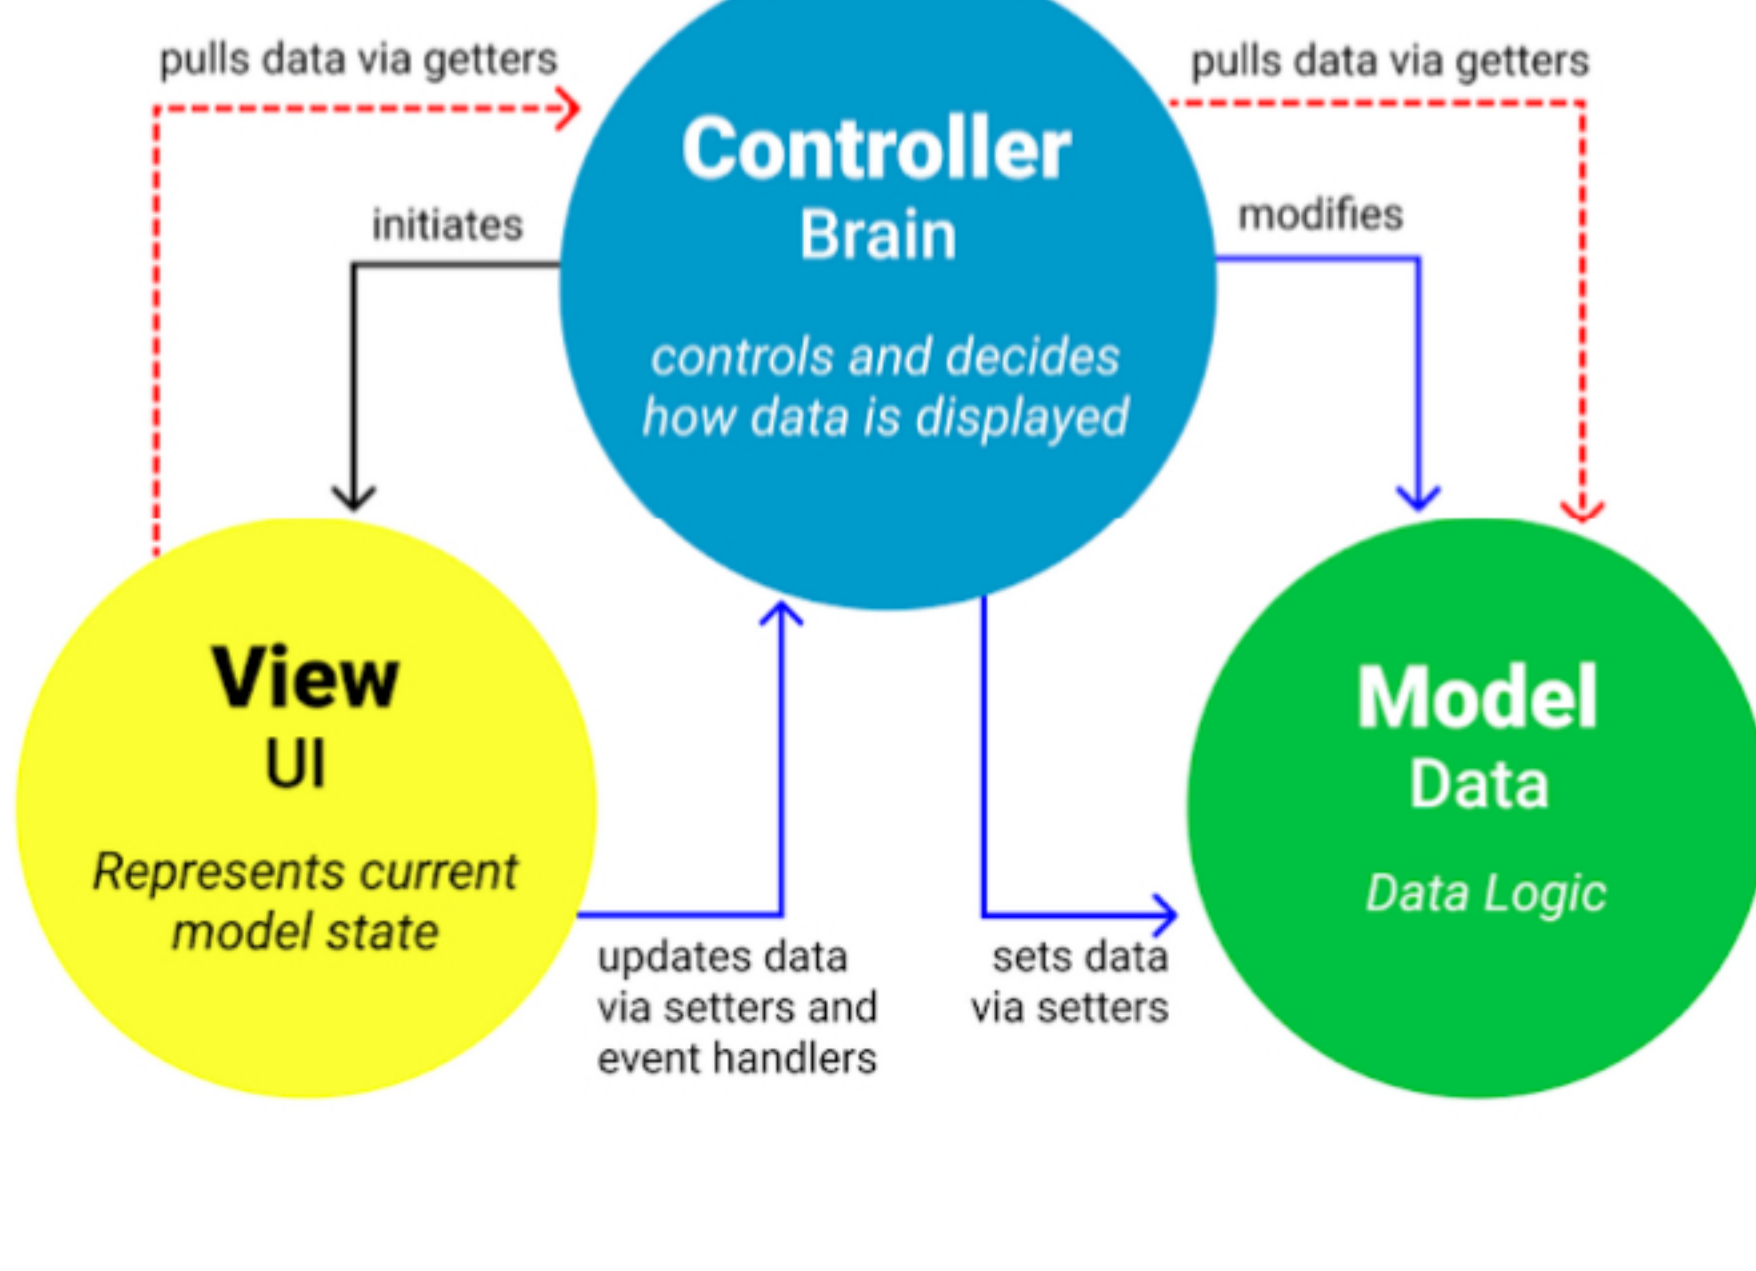 pulls data via getters
pulls data via getters
Controller
Brain
controls and decides
how data is displayed
initiates
modifies
View
UI
Represents current
model state
Model
Data
Data Logic
updates data
via setters and
event handlers
sets data
via setters